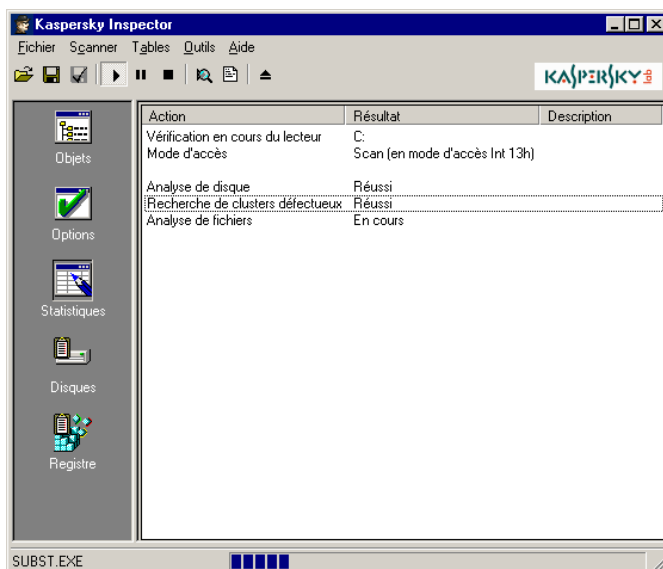 Kaspersky Inspector
Fichier Scanner Tables Outils Aide
KASPERSKY
Action Résultat Description
Vérification en cours du lecteur C:
Mode d'accès Scan (en mode d'accès Int 13h)
Analyse de disque Réussi
Recherche de clusters défectueux Réussi
Analyse de fichiers En cours
Objets
Options
Statistiques
Disques
Registre
SUBST.EXE